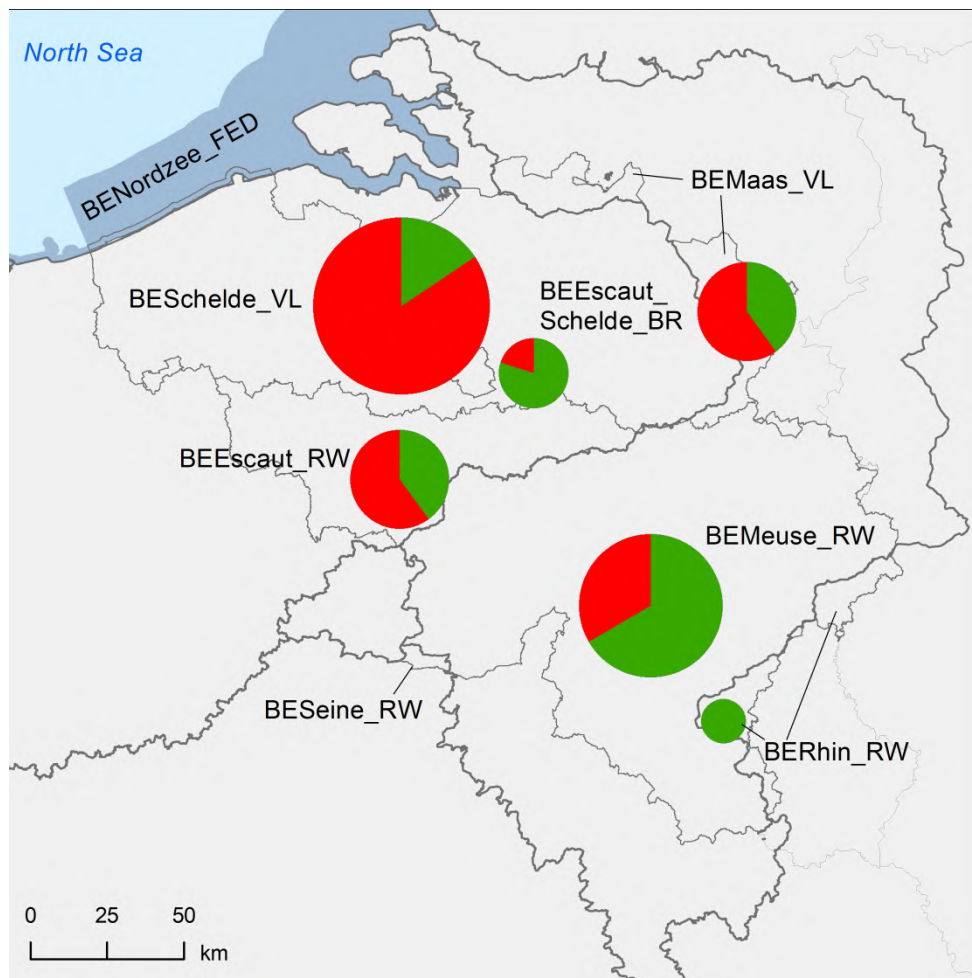 North Sea
BENordzee_FED
BEMaas_VL
BESchelde_VL
BEEscaut_
Schelde_BR
BEEscaut_RW
BEMeuse_RW
BESeine_RW
BERhin_RW
0 25 50
km